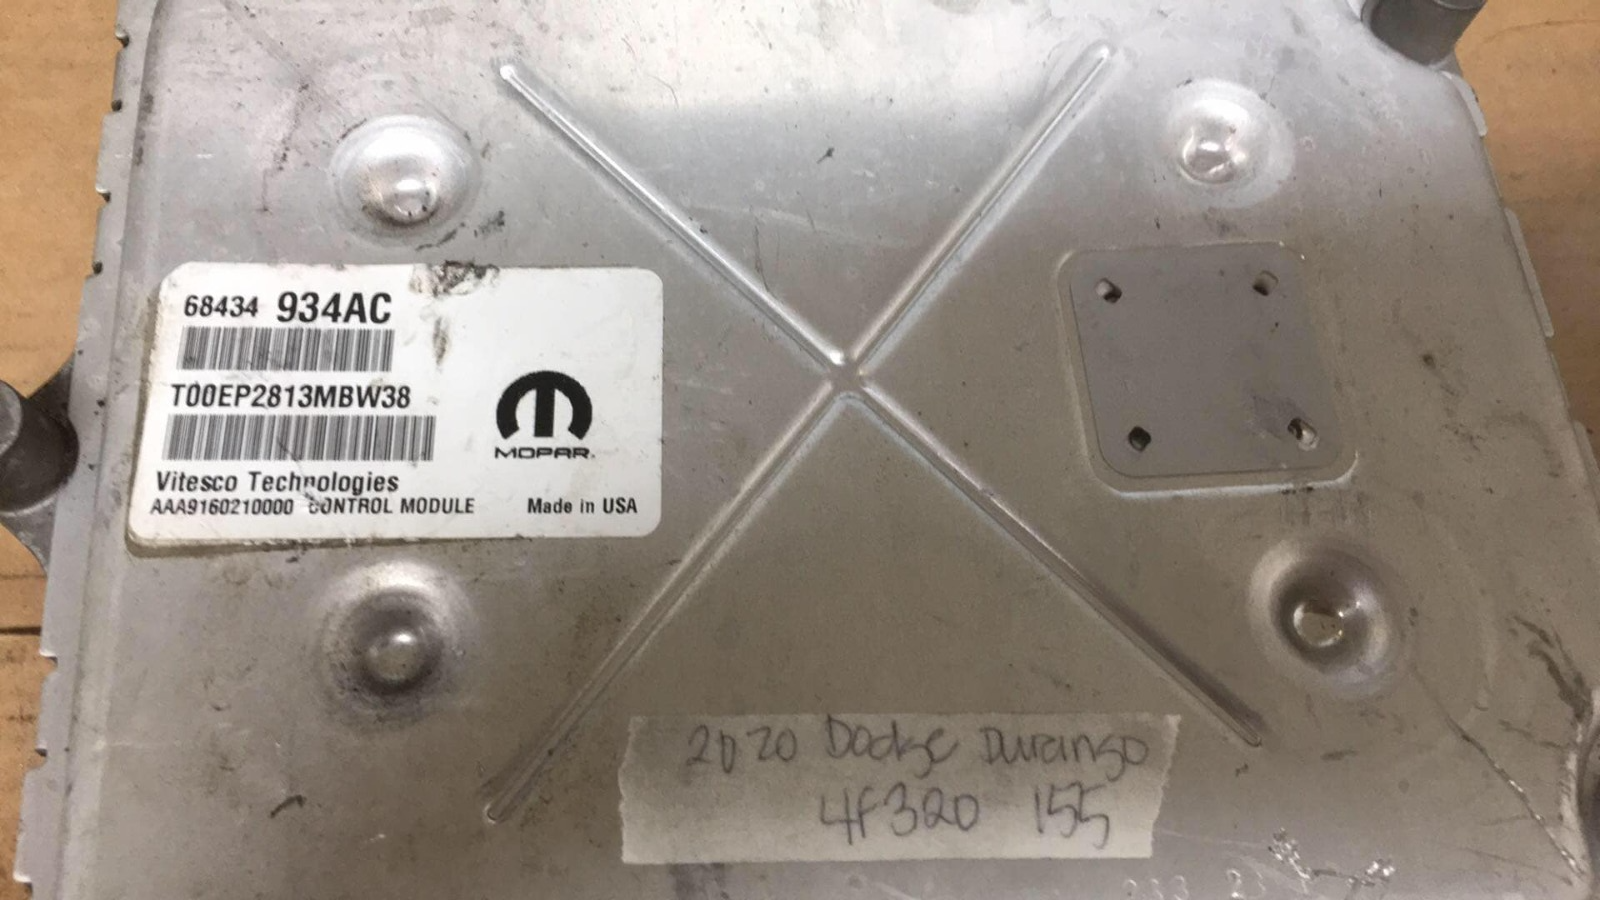 68434 934AC
T00EP2813MBW38
MOPAR.
Vitesco Technologies
AAA9160210000 CONTROL MODULE Made in USA
2020 Dodge Durango
4F320 155